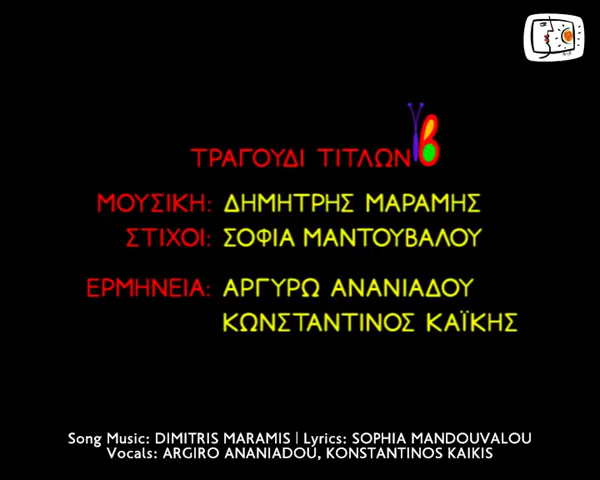 ΤΡΑΓΟΥΔΙ ΤΙΤΛΩΝ
ΜΟΥΣΙΚΗ: ΔΗΜΗΤΡΗΣ ΜΑΡΑΜΗΣ
ΣΤΙΧΟΙ: ΣΟΦΙΑ ΜΑΝΤΟΥΒΑΛΟΥ
ΕΡΜΗΝΕΙΑ: ΑΡΓΥΡΩ ΑΝΑΝΙΑΔΟΥ
ΚΩΝΣΤΑΝΤΙΝΟΣ ΚΑΪΚΗΣ
Song Music: DIMITRIS MARAMIS | Lyrics: SOPHIA MANDOUVALOU
Vocals: ARGIRO ANANIADOU, KONSTANTINOS KAIKIS